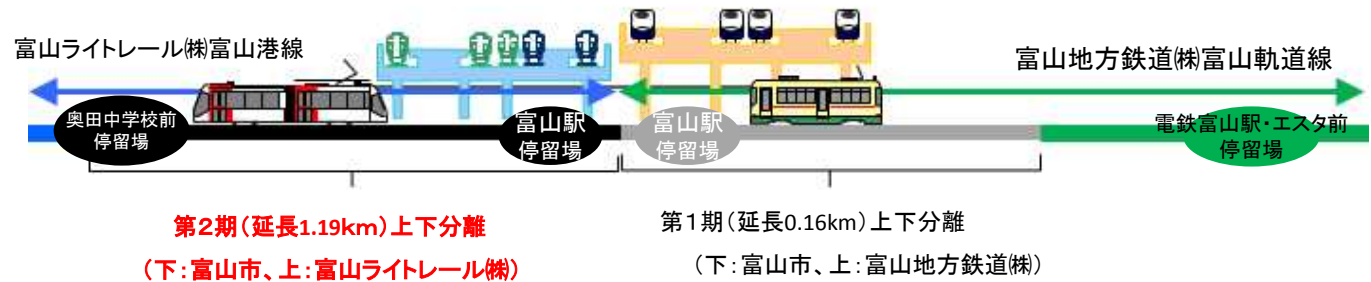 富山ライトレール㈱富山港線
富山地方鉄道㈱富山軌道線
奥田中学校前
停留場
富山駅
停留場
富山駅
停留場
電鉄富山駅・エスタ前
停留場
第２期（延長1.19ｋｍ）上下分離
（下：富山市、上：富山ライトレール㈱）
第１期（延長0.16ｋｍ）上下分離
（下：富山市、上：富山地方鉄道㈱）